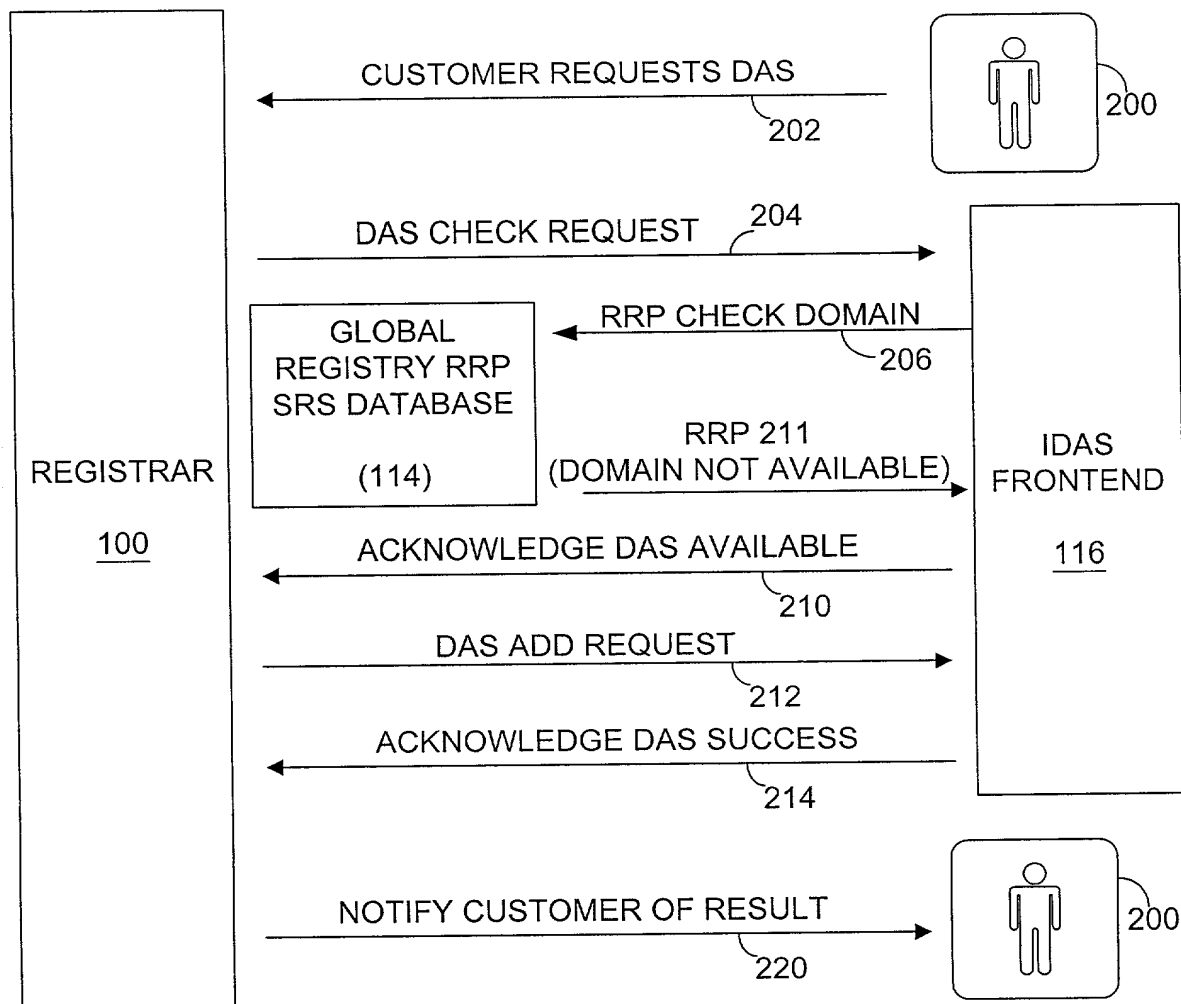 CUSTOMER REQUESTS DAS
202
200
DAS CHECK REQUEST
204
GLOBAL
REGISTRY RRP
SRS DATABASE
(114)
RRP CHECK DOMAIN
206
RRP 211
(DOMAIN NOT AVAILABLE)
REGISTRAR
100
IDAS
FRONTEND
116
ACKNOWLEDGE DAS AVAILABLE
210
DAS ADD REQUEST
212
ACKNOWLEDGE DAS SUCCESS
214
NOTIFY CUSTOMER OF RESULT
220
200